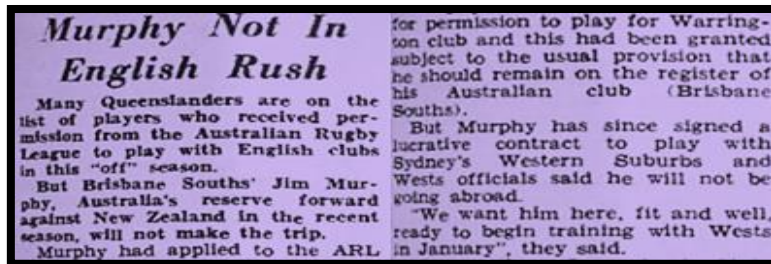 Murphy Not In
English Rush
Many Queenslanders are on the
list of players who received per-
mission from the Australian Rugby
League to play with English clubs
in this "off" season.
But Brisbane Souths' Jim Mur-
phy, Australia's reserve forward
against New Zealand in the recent
season, will not make the trip.
Murphy had applied to the ARL
for permission to play for Warring-
ton club and this had been granted
subject to the usual provision that
he should remain on the register of
his Australian club (Brisbane
Souths).
But Murphy has since signed a
lucrative contract to play with
Sydney's Western Suburbs and
Wests officials said he will not be
going abroad.
"We want him here, fit and well,
ready to begin training with Wests
in January", they said.